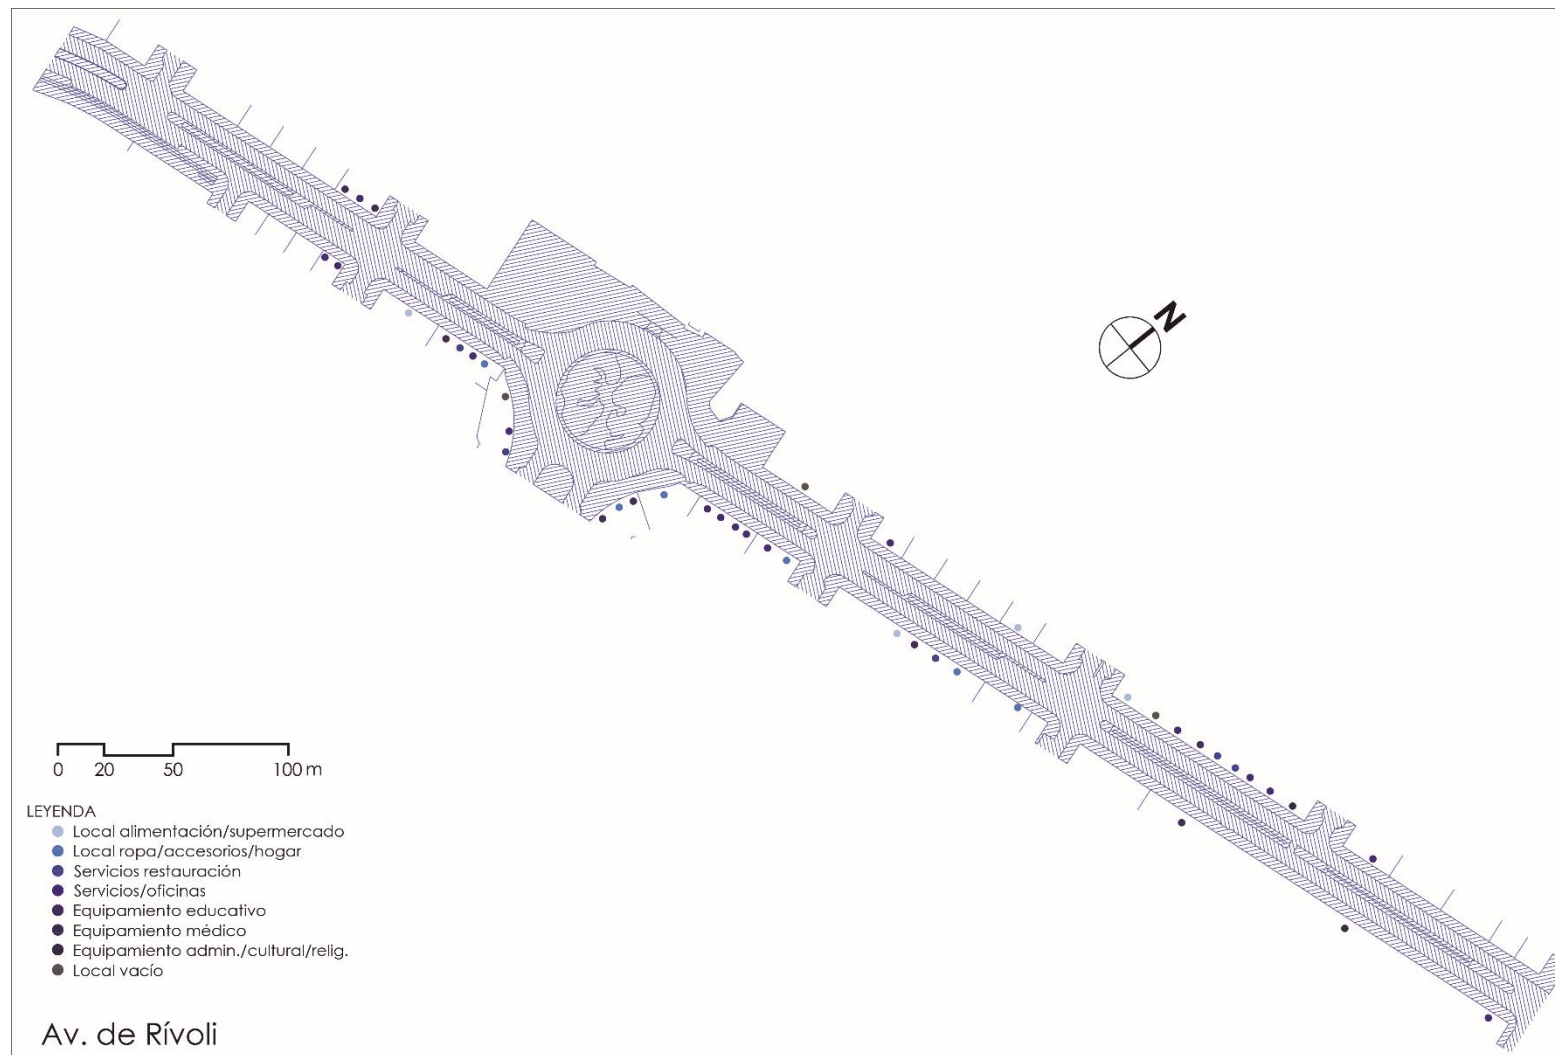 N
0 20 50 100 m
LEYENDA
Local alimentación/supermercado
Local ropa/accesorios/hogar
Servicios restauración
Servicios/oficinas
Equipamiento educativo
Equipamiento médico
Equipamiento admin./cultural/relig.
Local vacío
Av. de Rívoli